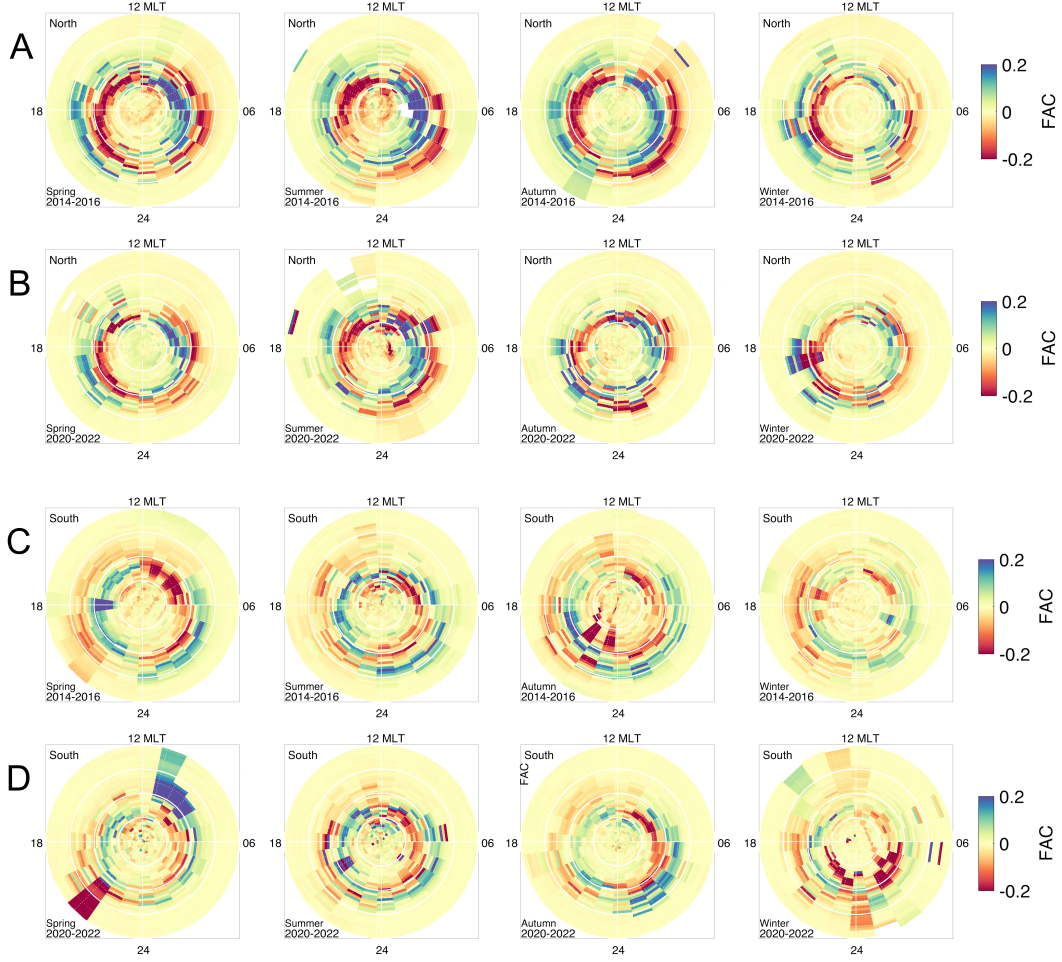 A
12 MLT 12 MLT 12 MLT 12 MLT
North North North North
18 06 18 06 18 06 18 06
Spring Summer Autumn Winter
2014-2016 2014-2016 2014-2016 2014-2016
24 24 24 24
0.2
0
-0.2
FAC
B
12 MLT 12 MLT 12 MLT 12 MLT
North North North North
18 06 18 06 18 06 18 06
Spring Summer Autumn Winter
2020-2022 2020-2022 2020-2022 2020-2022
24 24 24 24
0.2
0
-0.2
FAC
C
12 MLT 12 MLT 12 MLT 12 MLT
South South South South
18 06 18 06 18 06 18 06
Spring Summer Autumn Winter
2014-2016 2014-2016 2014-2016 2014-2016
24 24 24 24
0.2
0
-0.2
FAC
D
12 MLT 12 MLT 12 MLT 12 MLT
South South FAC South South
18 06 18 06 18 06 18 06
Spring Summer Autumn Winter
2020-2022 2020-2022 2020-2022 2020-2022
24 24 24 24
0.2
0
-0.2
FAC